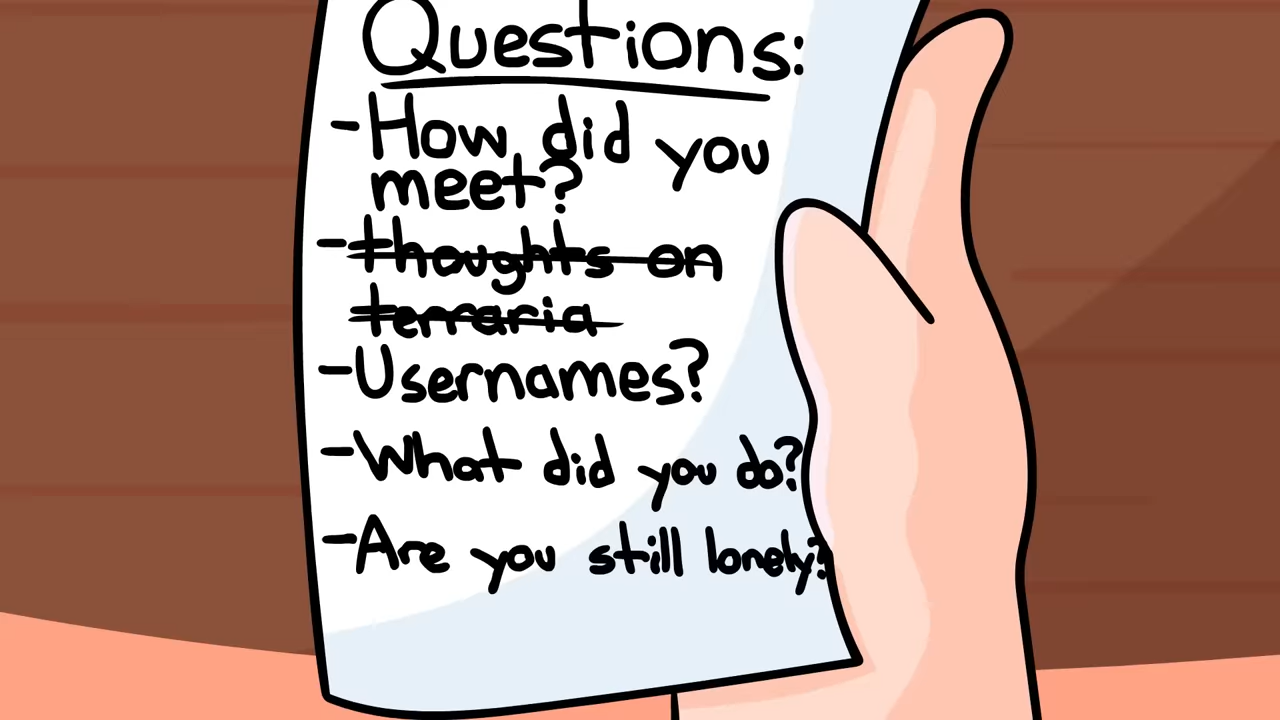 Questions:
-How did you
meet?
-thoughts on
terraria
-Usernames?
-What did you do?
-Are you still lonely?